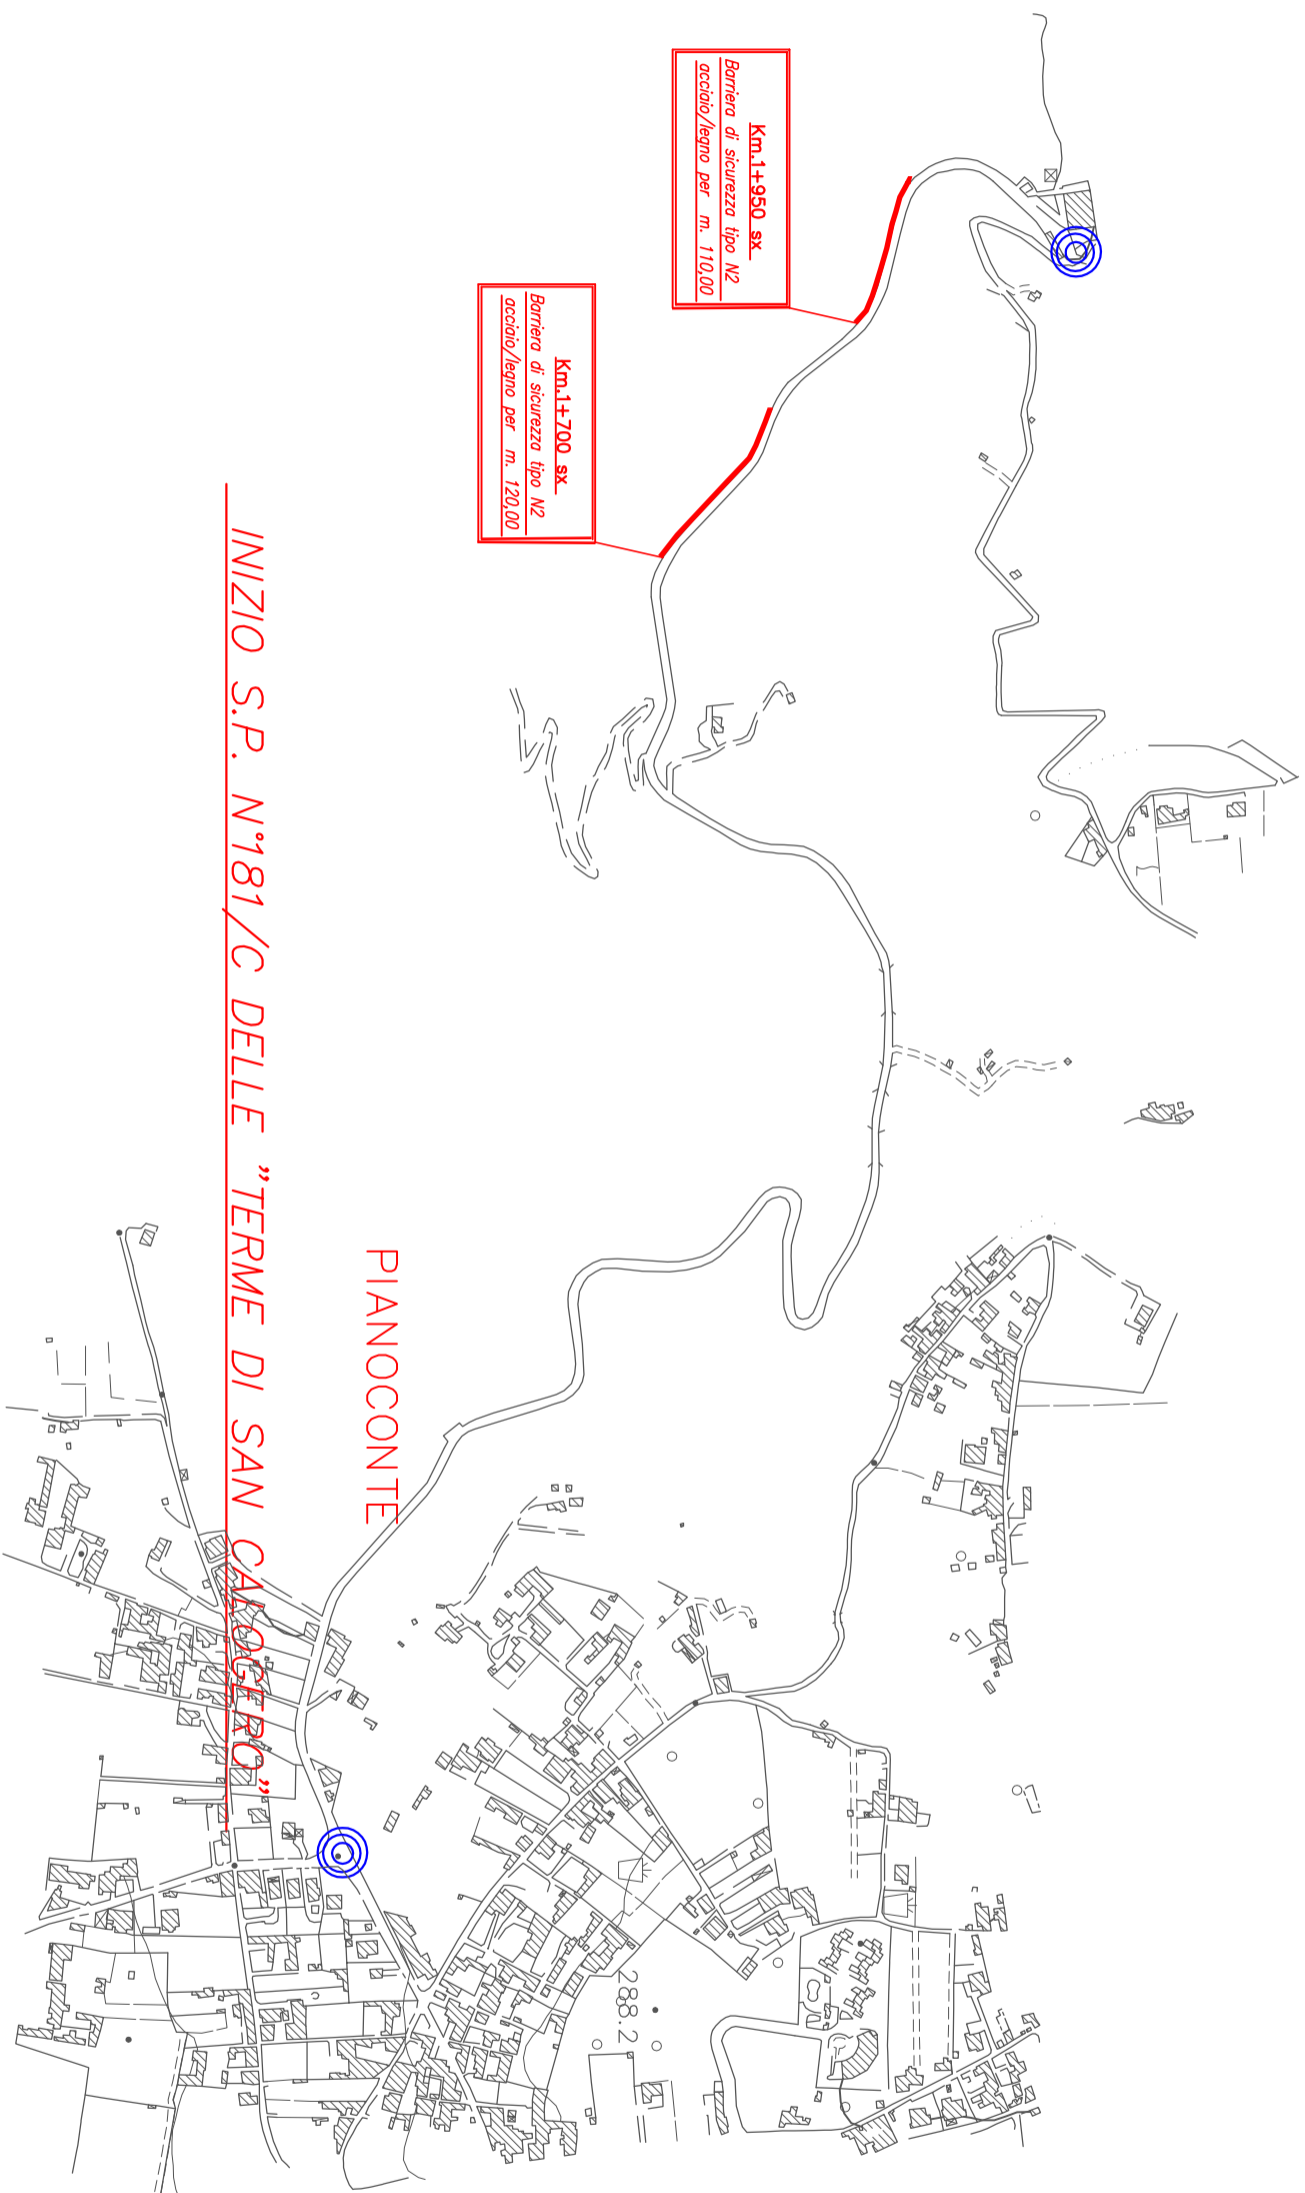 Km.1+950 sx
Barriera di sicurezza tipo N2
acciaio/legno per m. 110,00
Km.1+700 sx
Barriera di sicurezza tipo N2
acciaio/legno per m. 120,00
PIANOCONTE
INIZIO S.P. N°181/C DELLE "TERME DI SAN CALOGERO"
288.2